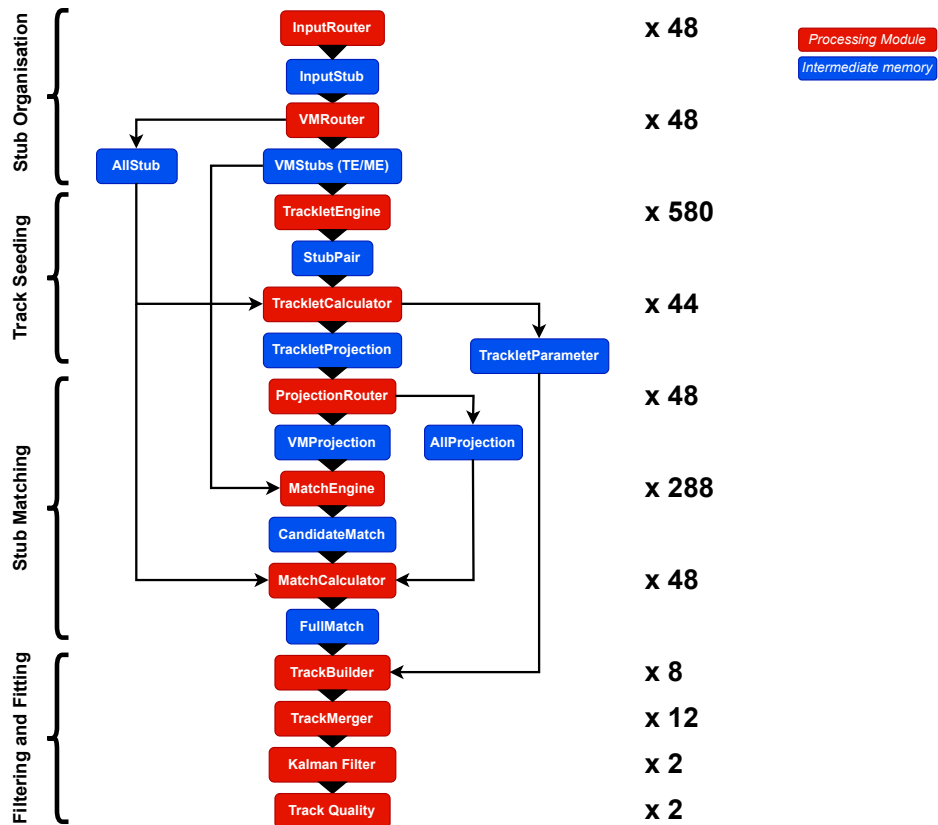 InputRouter
x 48
Processing Module
Intermediate memory
InputStub
Stub Organisation
VMRouter
x 48
AllStub
VMStubs (TE/ME)
TrackletEngine
x 580
StubPair
Track Seeding
TrackletCalculator
x 44
TrackletProjection
TrackletParameter
ProjectionRouter
x 48
VMProjection
AllProjection
Stub Matching
MatchEngine
x 288
CandidateMatch
MatchCalculator
x 48
FullMatch
Filtering and Fitting
TrackBuilder
x 8
TrackMerger
x 12
Kalman Filter
x 2
Track Quality
x 2